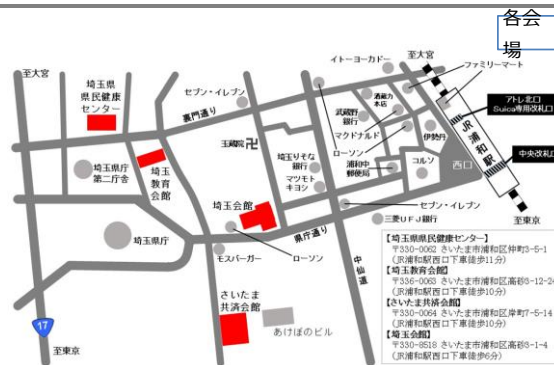 各会
場
至大宮
イトーヨーカドー
至大宮
ファミリーマート
埼玉県
県民健康
センター
セブン-イレブン
裏門通り
酒蔵力
本店
武蔵野
銀行
マクドナルド
ローソン
伊勢丹
アトレ北口
Suica専用改札口
JR浦和駅
中央改札口
玉蔵院
卍
埼玉りそな
銀行
浦和中
郵便局
コルソ
西口
マツモト
キヨシ
埼玉県庁
第二庁舎
埼玉
教育
会館
埼玉会館
セブン-イレブン
三菱UFJ銀行
至東京
県庁通り
埼玉県庁
モスバーガー
ローソン
中仙道
さいたま
共済会館
あけぼのビル
17
至東京
【埼玉県県民健康センター】
〒330-0062 さいたま市浦和区仲町3-5-1
(JR浦和駅西口下車徒歩11分)
【埼玉教育会館】
〒336-0063 さいたま市浦和区高砂3-12-24
(JR浦和駅西口下車徒歩10分)
【さいたま共済会館】
〒330-0064 さいたま市浦和区岸町7-5-14
(JR浦和駅西口下車徒歩10分)
【埼玉会館】
〒330-8518 さいたま市浦和区高砂3-1-4
(JR浦和駅西口下車徒歩6分)